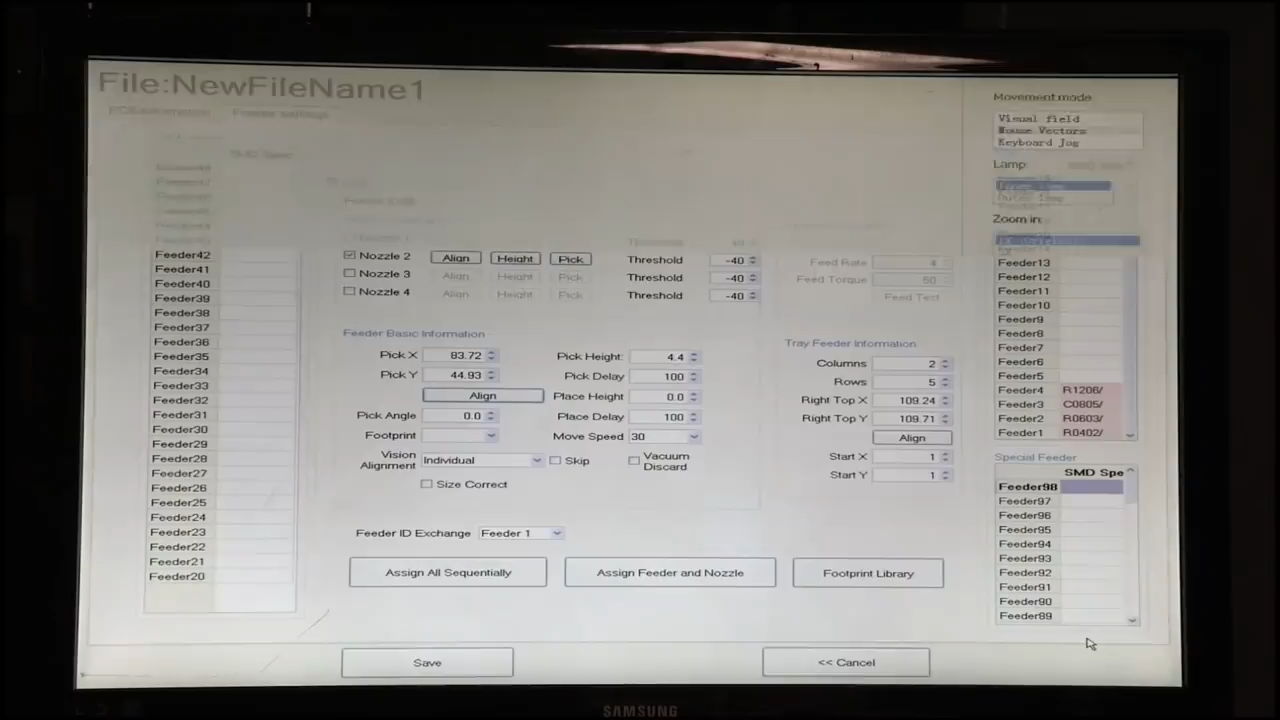 File:NewFileName1
Feeder settings
SMD Spec
Movement mode
Visual field
Mouse Vectors
Keyboard Jog
Lamp:
Zoom in:
Feeder42
Feeder41
Feeder40
Feeder39
Feeder38
Feeder37
Feeder36
Feeder35
Feeder34
Feeder33
Feeder32
Feeder31
Feeder30
Feeder29
Feeder28
Feeder27
Feeder26
Feeder25
Feeder24
Feeder23
Feeder22
Feeder21
Feeder20
Nozzle 2 Align Height Pick Threshold -40
Nozzle 3 Align Height Pick Threshold -40
Nozzle 4 Align Height Pick Threshold -40
Feeder Basic Information
Pick X 83.72
Pick Y 44.93
Align
Pick Angle 0.0
Footprint
Vision Alignment Individual
Size Correct
Pick Height: 4.4
Pick Delay 100
Place Height 0.0
Place Delay 100
Move Speed 30
Skip
Vacuum Discard
Feed Rate 4
Feed Torque 50
Feed Test
Tray Feeder Information
Columns 2
Rows 5
Right Top X 109.24
Right Top Y 109.71
Align
Start X 1
Start Y 1
Feeder ID Exchange Feeder 1
Assign All Sequentially
Assign Feeder and Nozzle
Footprint Library
Feeder13
Feeder12
Feeder11
Feeder10
Feeder9
Feeder8
Feeder7
Feeder6
Feeder5
Feeder4 R1206/
Feeder3 C0805/
Feeder2 R0603/
Feeder1 R0402/
Special Feeder
SMD Spe
Feeder98
Feeder97
Feeder96
Feeder95
Feeder94
Feeder93
Feeder92
Feeder91
Feeder90
Feeder89
Save
<< Cancel
SAMSUNG